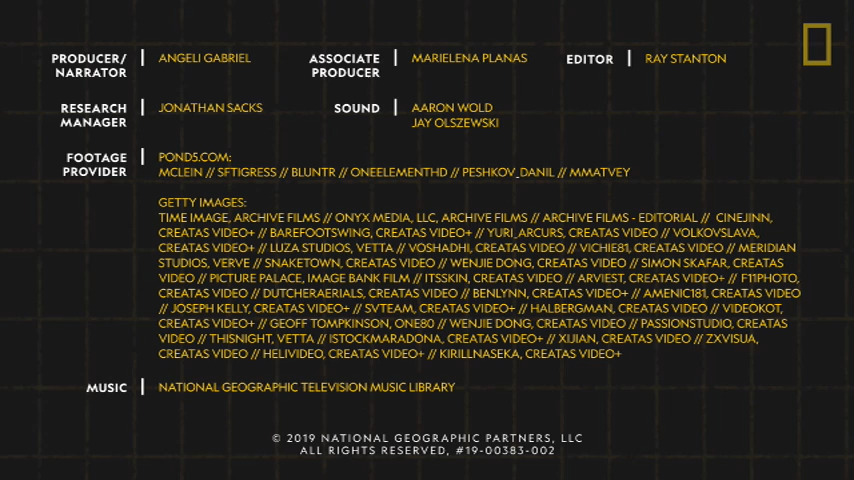 PRODUCER/ NARRATOR | ANGELI GABRIEL
ASSOCIATE PRODUCER | MARIELENA PLANAS
EDITOR | RAY STANTON
RESEARCH MANAGER | JONATHAN SACKS
SOUND | AARON WOLD
JAY OLSZEWSKI
FOOTAGE PROVIDER | POND5.COM:
MCLEIN // SFTIGRESS // BLUNTR // ONEELEMENTHD // PESHKOV_DANIL // MMATVEY
GETTY IMAGES:
TIME IMAGE, ARCHIVE FILMS // ONYX MEDIA, LLC, ARCHIVE FILMS // ARCHIVE FILMS - EDITORIAL // CINEJINN,
CREATAS VIDEO+ // BAREFOOTSWING, CREATAS VIDEO+ // YURI_ARCURS, CREATAS VIDEO // VOLKOVSLAVA,
CREATAS VIDEO+ // LUZA STUDIOS, VETTA // VOSHADHI, CREATAS VIDEO // VICHIE81, CREATAS VIDEO // MERIDIAN
STUDIOS, VERVE // SNAKETOWN, CREATAS VIDEO // WENJIE DONG, CREATAS VIDEO // SIMON SKAFAR, CREATAS
VIDEO // PICTURE PALACE, IMAGE BANK FILM // ITSSKIN, CREATAS VIDEO // ARVIEST, CREATAS VIDEO+ // F11PHOTO,
CREATAS VIDEO // DUTCHERAERIALS, CREATAS VIDEO // BENLYNN, CREATAS VIDEO+ // AMENIC181, CREATAS VIDEO
// JOSEPH KELLY, CREATAS VIDEO+ // SVTEAM, CREATAS VIDEO+ // HALBERGMAN, CREATAS VIDEO // VIDEOKOT,
CREATAS VIDEO+ // GEOFF TOMPKINSON, ONE80 // WENJIE DONG, CREATAS VIDEO // PASSIONSTUDIO, CREATAS
VIDEO // THISNIGHT, VETTA // ISTOCKMARADONA, CREATAS VIDEO+ // XIJIAN, CREATAS VIDEO // ZXVISUA,
CREATAS VIDEO // HELIVIDEO, CREATAS VIDEO+ // KIRILLNASEKA, CREATAS VIDEO+
MUSIC | NATIONAL GEOGRAPHIC TELEVISION MUSIC LIBRARY
© 2019 NATIONAL GEOGRAPHIC PARTNERS, LLC
ALL RIGHTS RESERVED, #19-00383-002